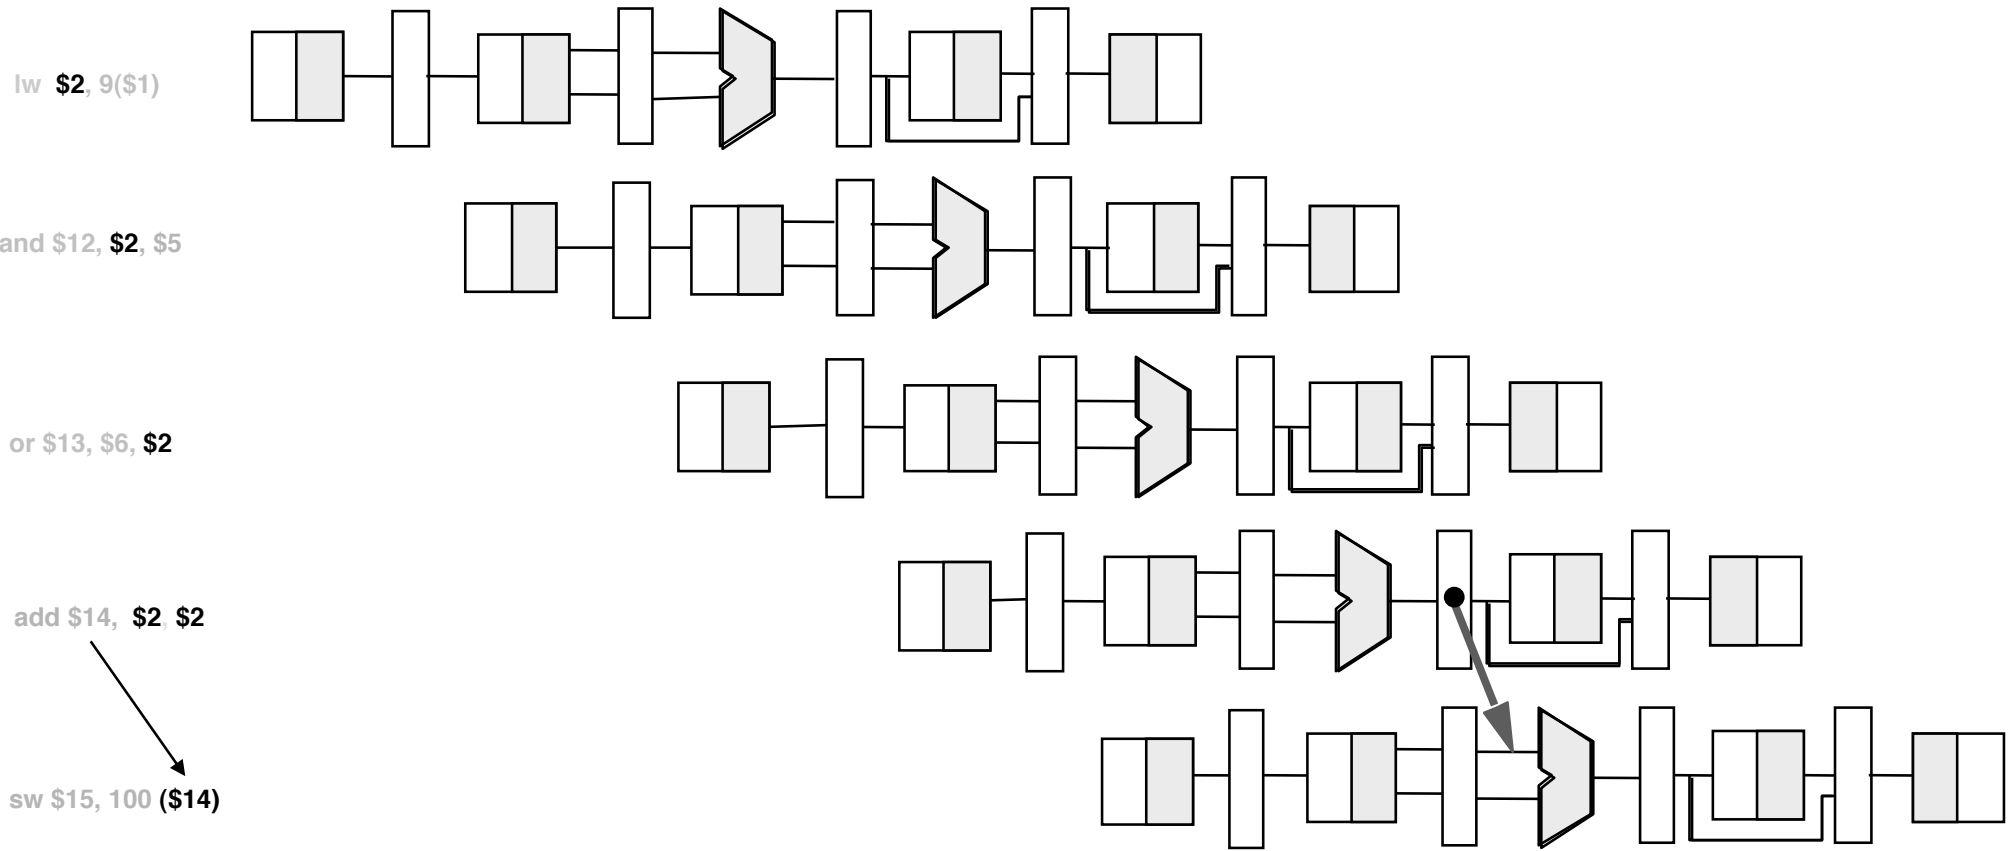 lw $2, 9($1)
and $12, $2, $5
or $13, $6, $2
add $14, $2, $2
sw $15, 100 ($14)